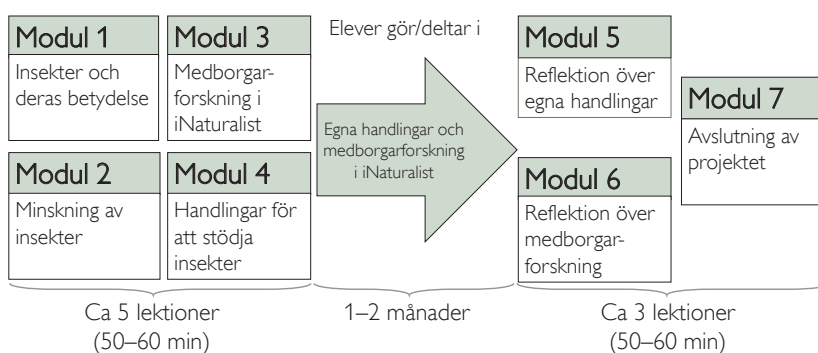 Modul 1
Insekter och
deras betydelse
Modul 3
Medborgar-
forskning i
iNaturalist
Modul 2
Minskning av
insekter
Modul 4
Handlingar för
att stödja
insekter
Elever gör/deltar i
Egna handlingar och
medborgarforskning
i iNaturalist
Modul 5
Reflektion över
egna handlingar
Modul 6
Reflektion över
medborgar-
forskning
Modul 7
Avslutning av
projektet
Ca 5 lektioner
(50–60 min)
1–2 månader
Ca 3 lektioner
(50–60 min)